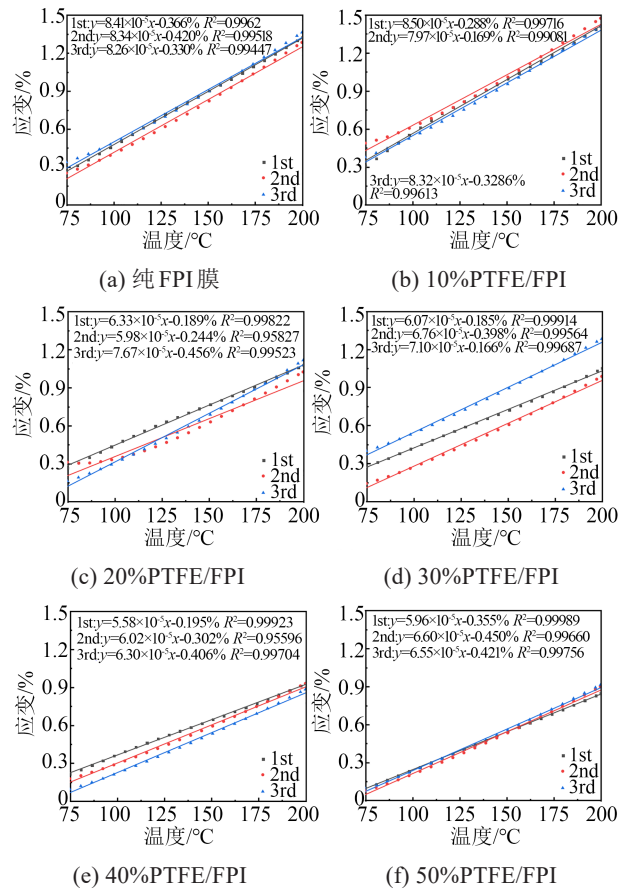 1st:y=8.41×10⁻⁵x-0.366% R²=0.9962
2nd:y=8.34×10⁻⁵x-0.420% R²=0.99518
3rd:y=8.26×10⁻⁵x-0.330% R²=0.99447
应变/%
1.5
1.2
0.9
0.6
0.3
0
1st
2nd
3rd
75 100 125 150 175 200
温度/°C
(a) 纯FPI膜
1st:y=8.50×10⁻⁵x-0.288% R²=0.99716
2nd:y=7.97×10⁻⁵x-0.169% R²=0.99081
应变/%
1.5
1.2
0.9
0.6
0.3
0
1st
2nd
3rd
3rd:y=8.32×10⁻⁵x-0.3286%
R²=0.99613
75 100 125 150 175 200
温度/°C
(b) 10%PTFE/FPI
1st:y=6.33×10⁻⁵x-0.189% R²=0.99822
2nd:y=5.98×10⁻⁵x-0.244% R²=0.95827
3rd:y=7.67×10⁻⁵x-0.456% R²=0.99523
应变/%
1.5
1.2
0.9
0.6
0.3
0
1st
2nd
3rd
75 100 125 150 175 200
温度/°C
(c) 20%PTFE/FPI
1st:y=6.07×10⁻⁵x-0.185% R²=0.99914
2nd:y=6.76×10⁻⁵x-0.398% R²=0.99564
3rd:y=7.10×10⁻⁵x-0.166% R²=0.99687
应变/%
1.5
1.2
0.9
0.6
0.3
0
1st
2nd
3rd
75 100 125 150 175 200
温度/°C
(d) 30%PTFE/FPI
1st:y=5.58×10⁻⁵x-0.195% R²=0.99923
2nd:y=6.02×10⁻⁵x-0.302% R²=0.95596
3rd:y=6.30×10⁻⁵x-0.406% R²=0.99704
应变/%
1.5
1.2
0.9
0.6
0.3
0
1st
2nd
3rd
75 100 125 150 175 200
温度/°C
(e) 40%PTFE/FPI
1st:y=5.96×10⁻⁵x-0.355% R²=0.99989
2nd:y=6.60×10⁻⁵x-0.450% R²=0.99660
3rd:y=6.55×10⁻⁵x-0.421% R²=0.99756
应变/%
1.5
1.2
0.9
0.6
0.3
0
1st
2nd
3rd
75 100 125 150 175 200
温度/°C
(f) 50%PTFE/FPI